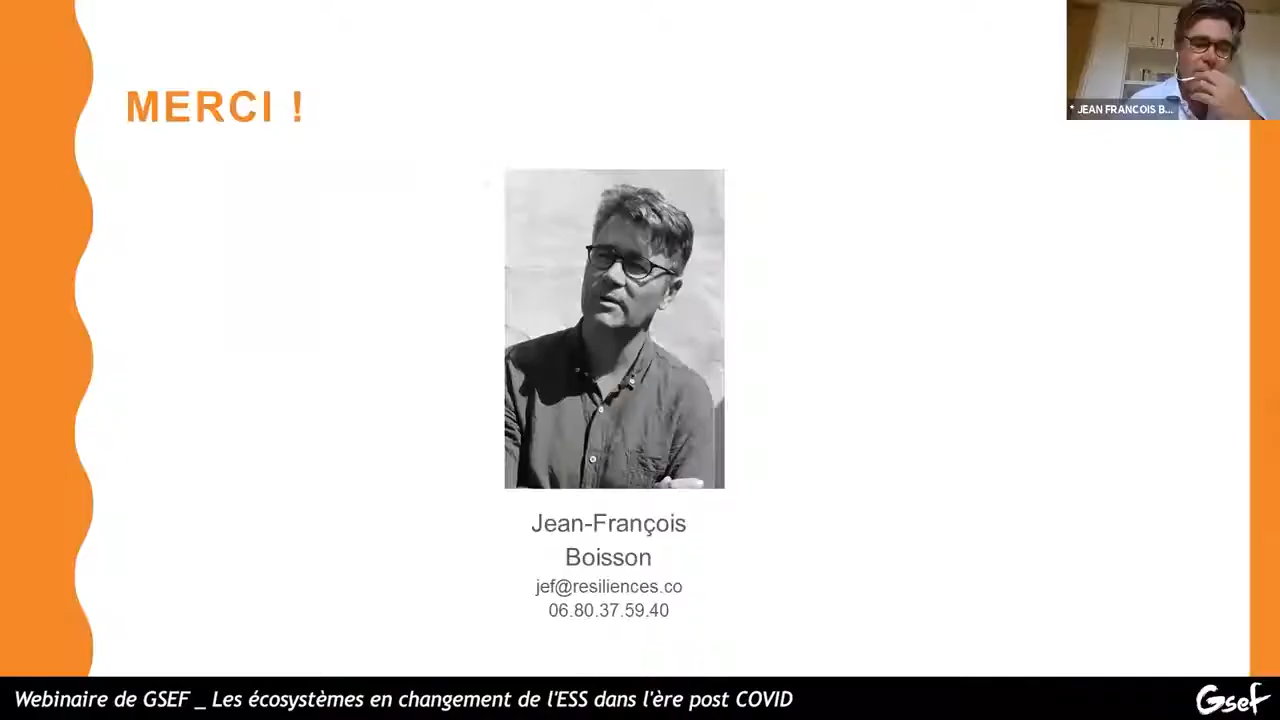 MERCI !
* JEAN FRANCOIS B...
Jean-François
Boisson
jef@resiliences.co
06.80.37.59.40
Webinaire de GSEF _ Les écosystèmes en changement de l'ESS dans l'ère post COVID
Gsef